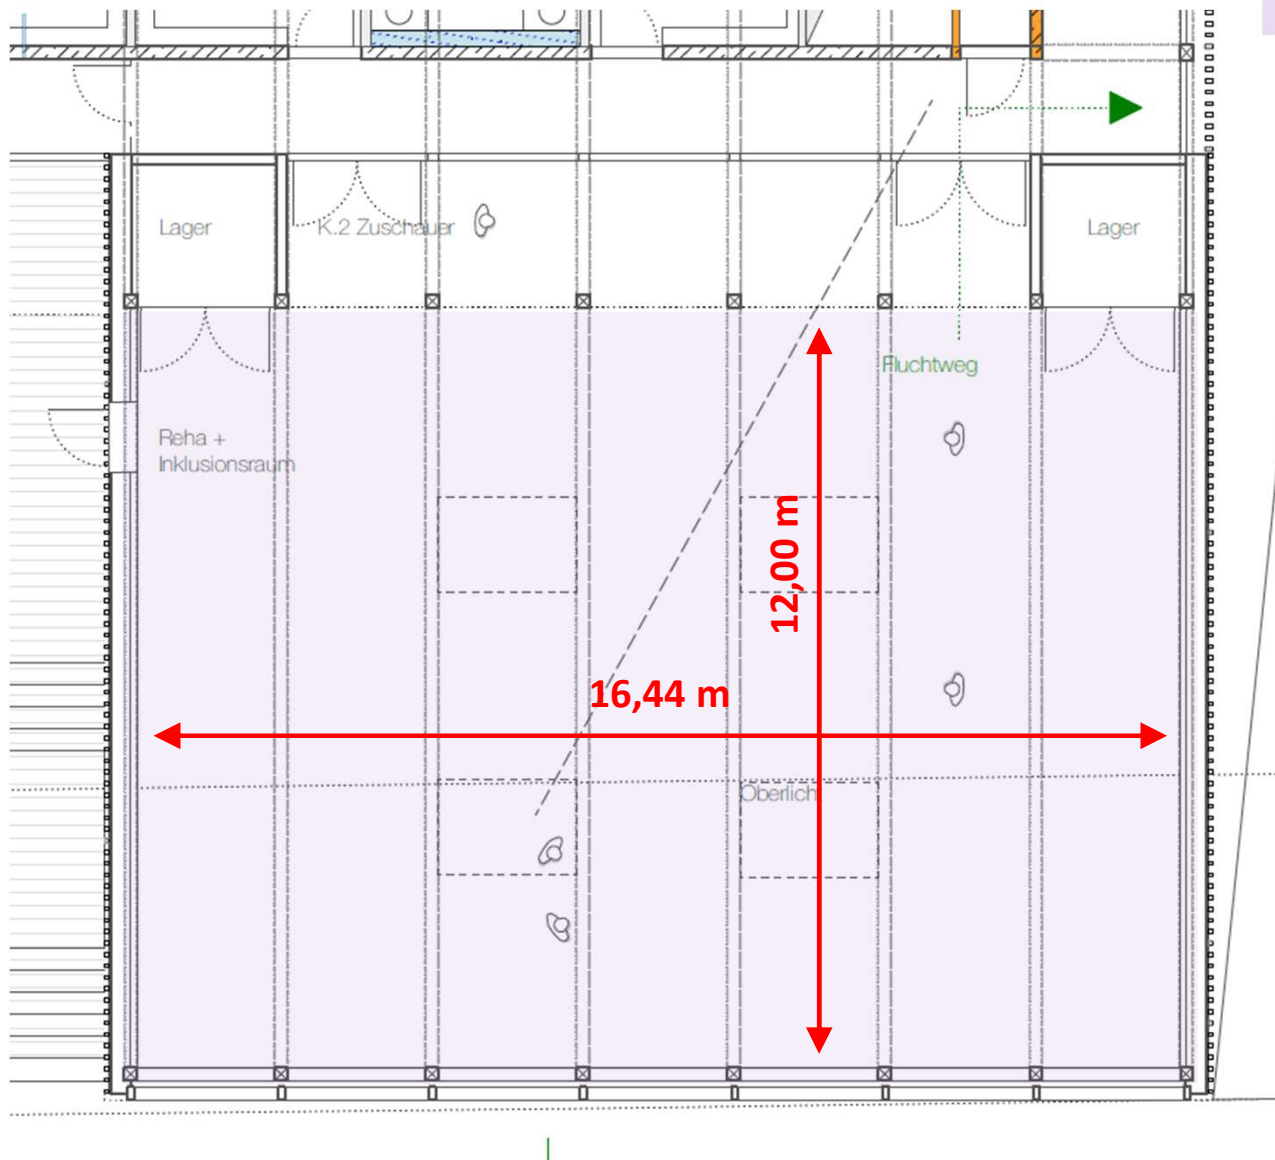 Lager
K.2 Zuschauer
Lager
Fluchtweg
Reha +
Inklusionsraum
12,00 m
16,44 m
Oberlicht